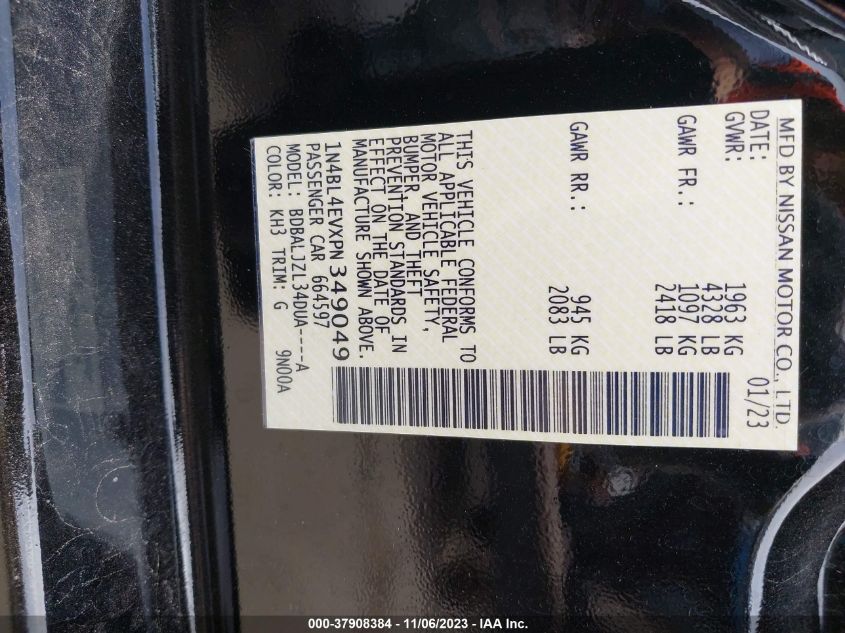 MFD BY NISSAN MOTOR CO., LTD.
DATE: 01/23
GVWR: 1963 KG
4328 LB
GAWR FR.: 1097 KG
2418 LB
GAWR RR.: 945 KG
2083 LB
THIS VEHICLE CONFORMS TO
ALL APPLICABLE FEDERAL
MOTOR VEHICLE SAFETY,
BUMPER, AND THEFT
PREVENTION STANDARDS IN
EFFECT ON THE DATE OF
MANUFACTURE SHOWN ABOVE.
1N4BL4EVXPN349049
PASSENGER CAR 664597
MODEL: BDBALJZL34DUA----A
COLOR: KH3 TRIM: G 9N00A
000-37908384 - 11/06/2023 - IAA Inc.